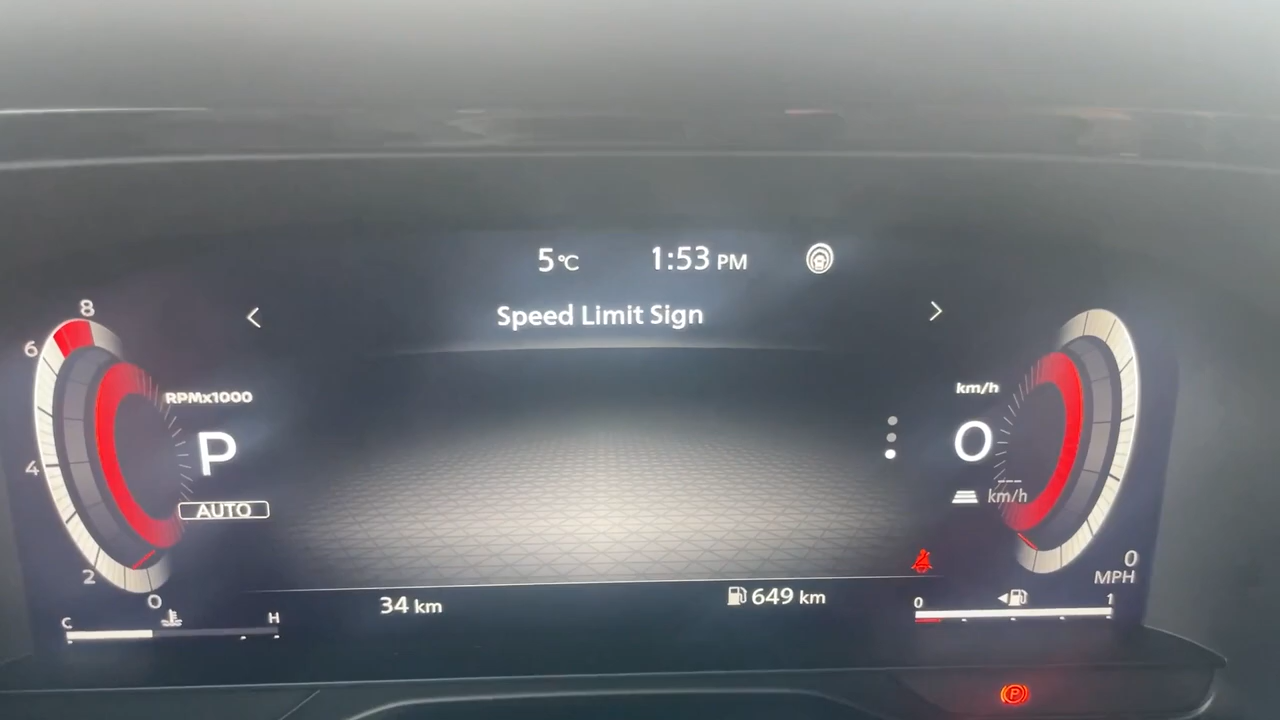 5°C 1:53 PM
Speed Limit Sign
8
6
RPMx1000
km/h
P
0
4
--- km/h
AUTO
2
0
MPH
0
34 km
649 km
C H
0 1
P